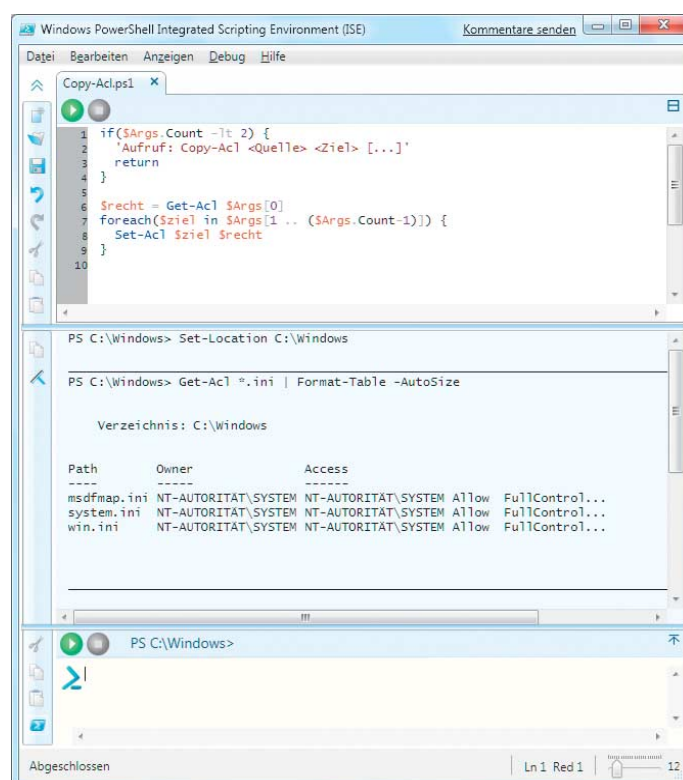 Windows PowerShell Integrated Scripting Environment (ISE) Kommentare senden
Datei Bearbeiten Anzeigen Debug Hilfe
Copy-Acl.ps1
1 if($Args.Count -lt 2) {
2 'Aufruf: Copy-Acl <Quelle> <Ziel> [...]'
3 return
4 }
5
6 $recht = Get-Acl $Args[0]
7 foreach($ziel in $Args[1 .. ($Args.Count-1)]) {
8 Set-Acl $ziel $recht
9 }
10
PS C:\Windows> Set-Location C:\Windows
PS C:\Windows> Get-Acl *.ini | Format-Table -AutoSize
Verzeichnis: C:\Windows
Path Owner Access
---- ----- ------
msdfmap.ini NT-AUTORITÄT\SYSTEM NT-AUTORITÄT\SYSTEM Allow FullControl...
system.ini NT-AUTORITÄT\SYSTEM NT-AUTORITÄT\SYSTEM Allow FullControl...
win.ini NT-AUTORITÄT\SYSTEM NT-AUTORITÄT\SYSTEM Allow FullControl...
PS C:\Windows>
Abgeschlossen Ln 1 Red 1 12